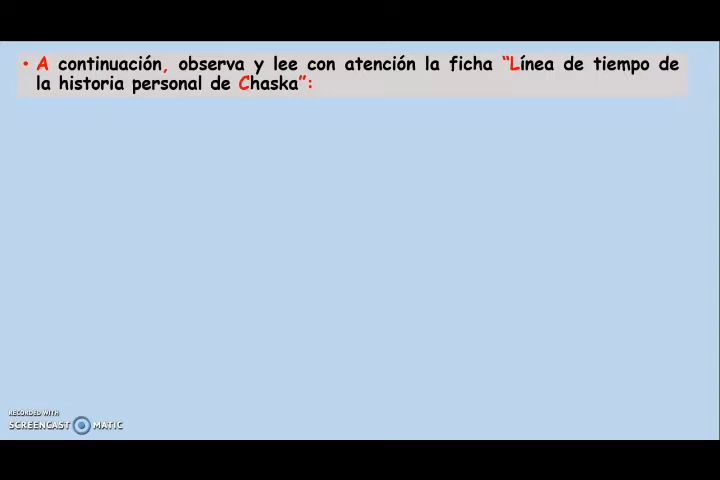 • A continuación, observa y lee con atención la ficha “Línea de tiempo de
la historia personal de Chaska”:
RECORDED WITH
SCREENCAST MATIC